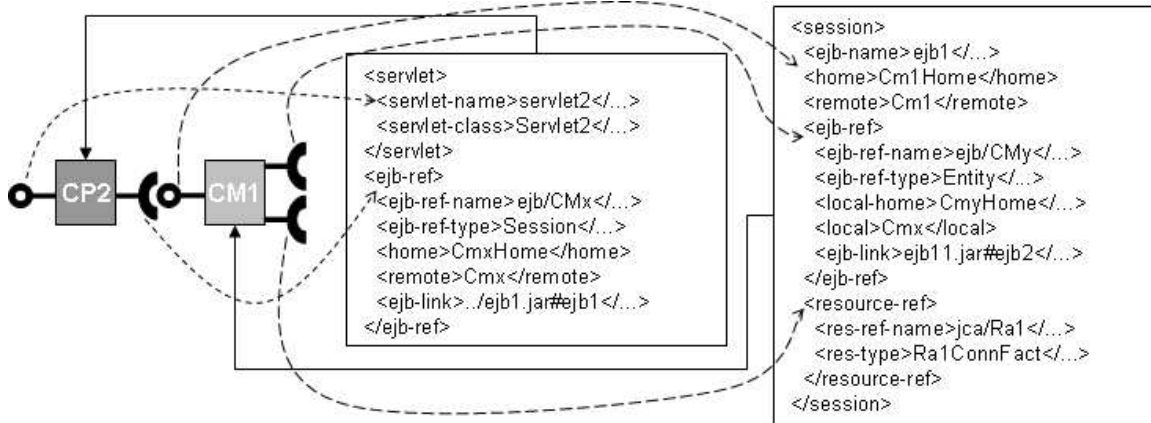 CP2
CM1
<servlet>
<servlet-name>servlet2</...>
<servlet-class>Servlet2</...>
</servlet>
<ejb-ref>
<ejb-ref-name>ejb/CMx</...>
<ejb-ref-type>Session</...>
<home>CmxHome</home>
<remote>Cmx</remote>
<ejb-link>../ejb1.jar#ejb1</...>
</ejb-ref>
<session>
<ejb-name>ejb1</...>
<home>Cm1Home</home>
<remote>Cm1</remote>
<ejb-ref>
<ejb-ref-name>ejb/CMy</...>
<ejb-ref-type>Entity</...>
<local-home>CmyHome</...>
<local>Cmx</local>
<ejb-link>ejb11.jar#ejb2</...>
</ejb-ref>
<resource-ref>
<res-ref-name>jca/Ra1</...>
<res-type>Ra1ConnFact</...>
</resource-ref>
</session>